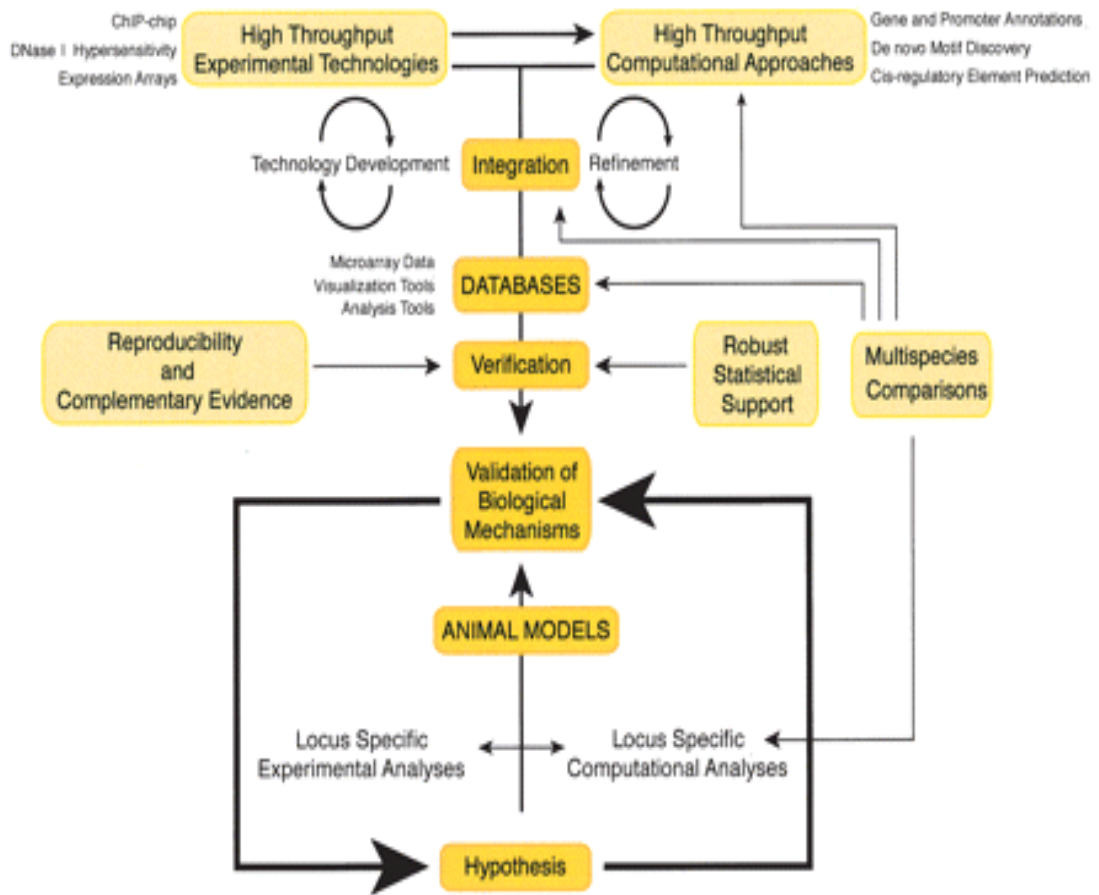 ChIP-chip
DNase I Hypersensitivity
Expression Arrays
High Throughput
Experimental Technologies
High Throughput
Computational Approaches
Gene and Promoter Annotations
De novo Motif Discovery
Cis-regulatory Element Prediction
Technology Development
Integration
Refinement
Microarray Data
Visualization Tools
Analysis Tools
DATABASES
Reproducibility
and
Complementary Evidence
Verification
Robust
Statistical
Support
Multispecies
Comparisons
Validation of
Biological
Mechanisms
ANIMAL MODELS
Locus Specific
Experimental Analyses
Locus Specific
Computational Analyses
Hypothesis